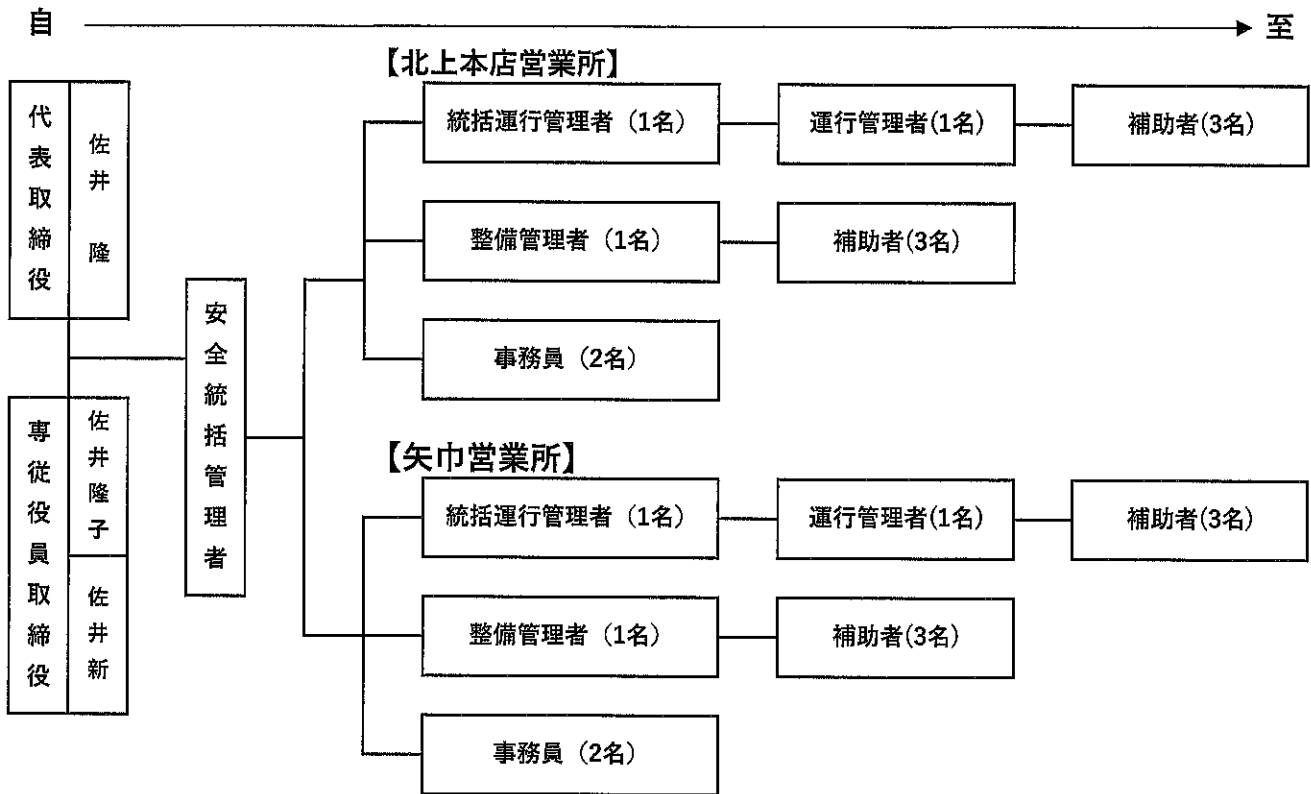 自
至
代表取締役
佐井 隆
専従役員取締役
佐井隆子
佐井新
安全統括管理者
【北上本店営業所】
統括運行管理者（1名）
運行管理者(1名)
補助者(3名)
整備管理者（1名）
補助者(3名)
事務員（2名）
【矢巾営業所】
統括運行管理者（1名）
運行管理者(1名)
補助者(3名)
整備管理者（1名）
補助者(3名)
事務員（2名）